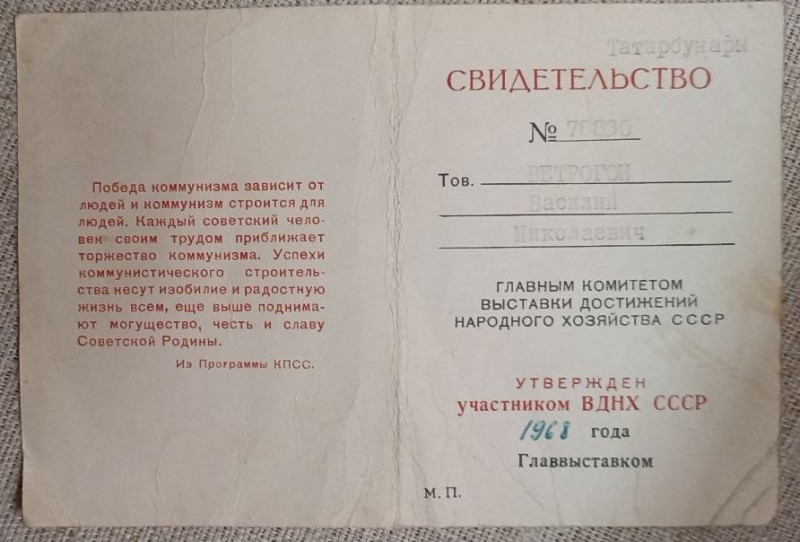 Победа коммунизма зависит от
людей и коммунизм строится для
людей. Каждый советский чело-
век своим трудом приближает
торжество коммунизма. Успехи
коммунистического строитель-
ства несут изобилие и радостную
жизнь всем, еще выше поднима-
ют могущество, честь и славу
Советской Родины.
Из Программы КПСС.
Татарбунары
СВИДЕТЕЛЬСТВО
№ 78830
Тов. ВЕТРОГОН
Василий
Николаевич
ГЛАВНЫМ КОМИТЕТОМ
ВЫСТАВКИ ДОСТИЖЕНИЙ
НАРОДНОГО ХОЗЯЙСТВА СССР
УТВЕРЖДЕН
участником ВДНХ СССР
1968 года
Главвыставком
М. П.